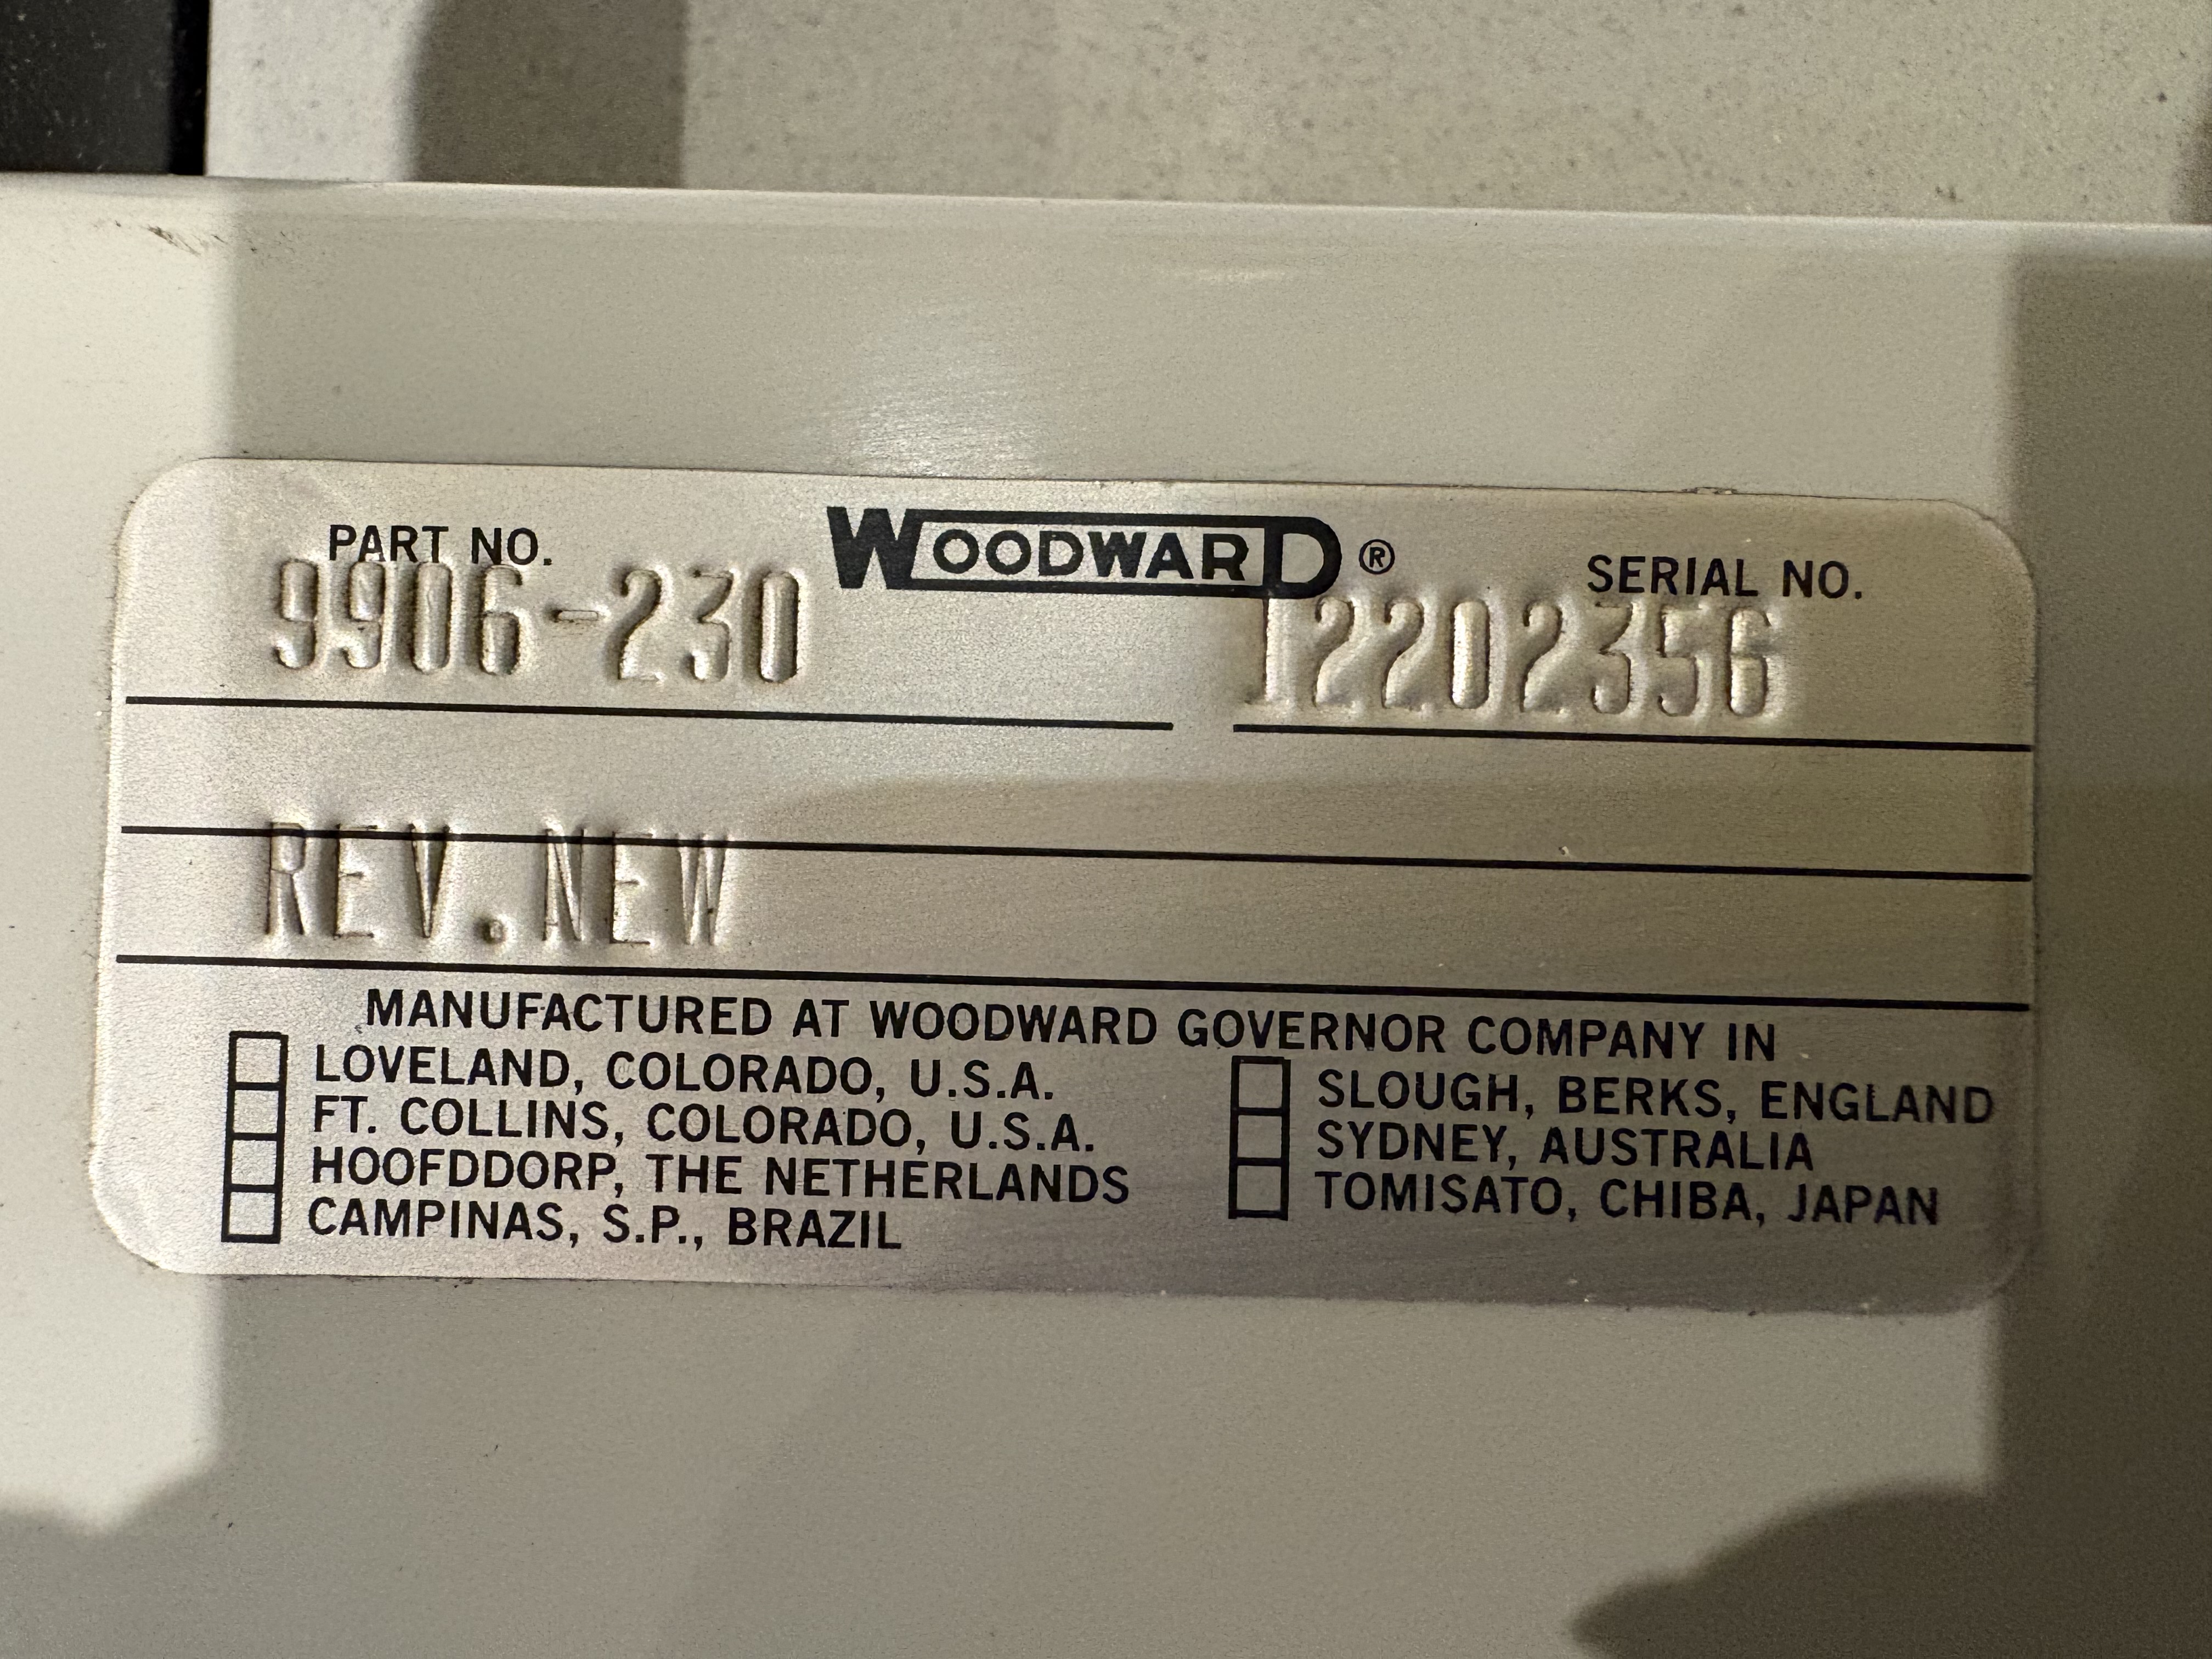 PART NO. WOODWARD® SERIAL NO.
9906-230 12202356
REV.NEW
MANUFACTURED AT WOODWARD GOVERNOR COMPANY IN
LOVELAND, COLORADO, U.S.A.
FT. COLLINS, COLORADO, U.S.A.
HOOFDDORP, THE NETHERLANDS
CAMPINAS, S.P., BRAZIL
SLOUGH, BERKS, ENGLAND
SYDNEY, AUSTRALIA
TOMISATO, CHIBA, JAPAN